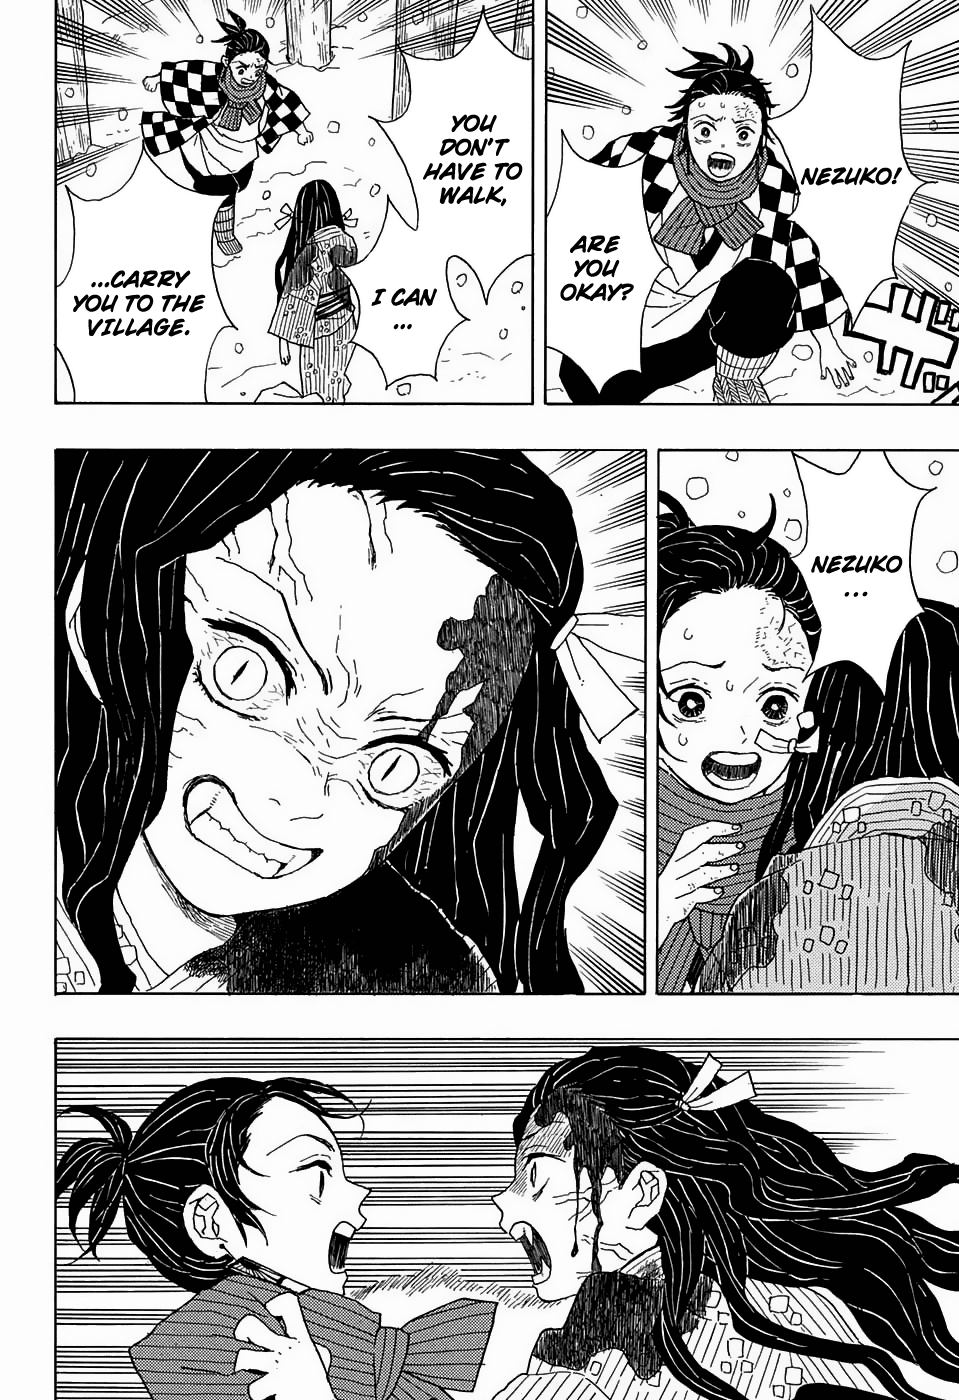 NEZUKO!
ARE
YOU
OKAY?
YOU
DON'T
HAVE TO
WALK,
I CAN
...
...CARRY
YOU TO THE
VILLAGE.
NEZUKO
...